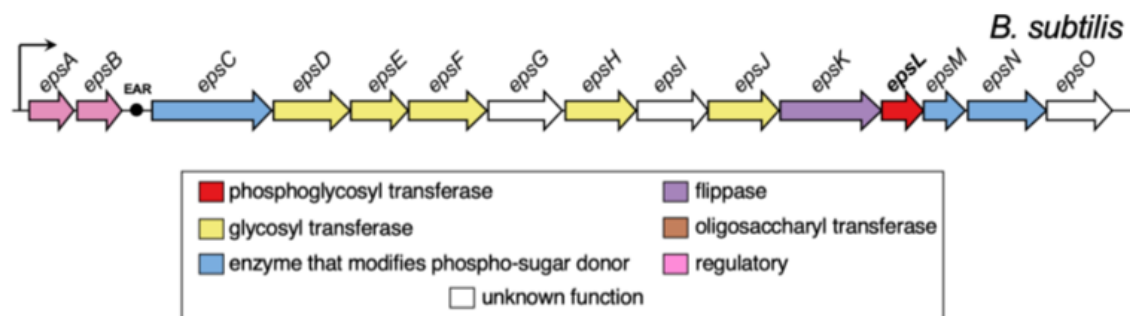 B. subtilis
epsA epsB EAR epsC epsD epsE epsF epsG epsH epsI epsJ epsK epsL epsM epsN epsO
phosphoglycosyl transferase flippase
glycosyl transferase oligosaccharyl transferase
enzyme that modifies phospho-sugar donor regulatory
unknown function